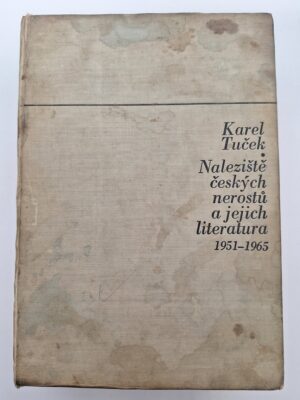 Karel
Tuček •
Naleziště
českých
nerostů
a jejich
literatura
1951–1965